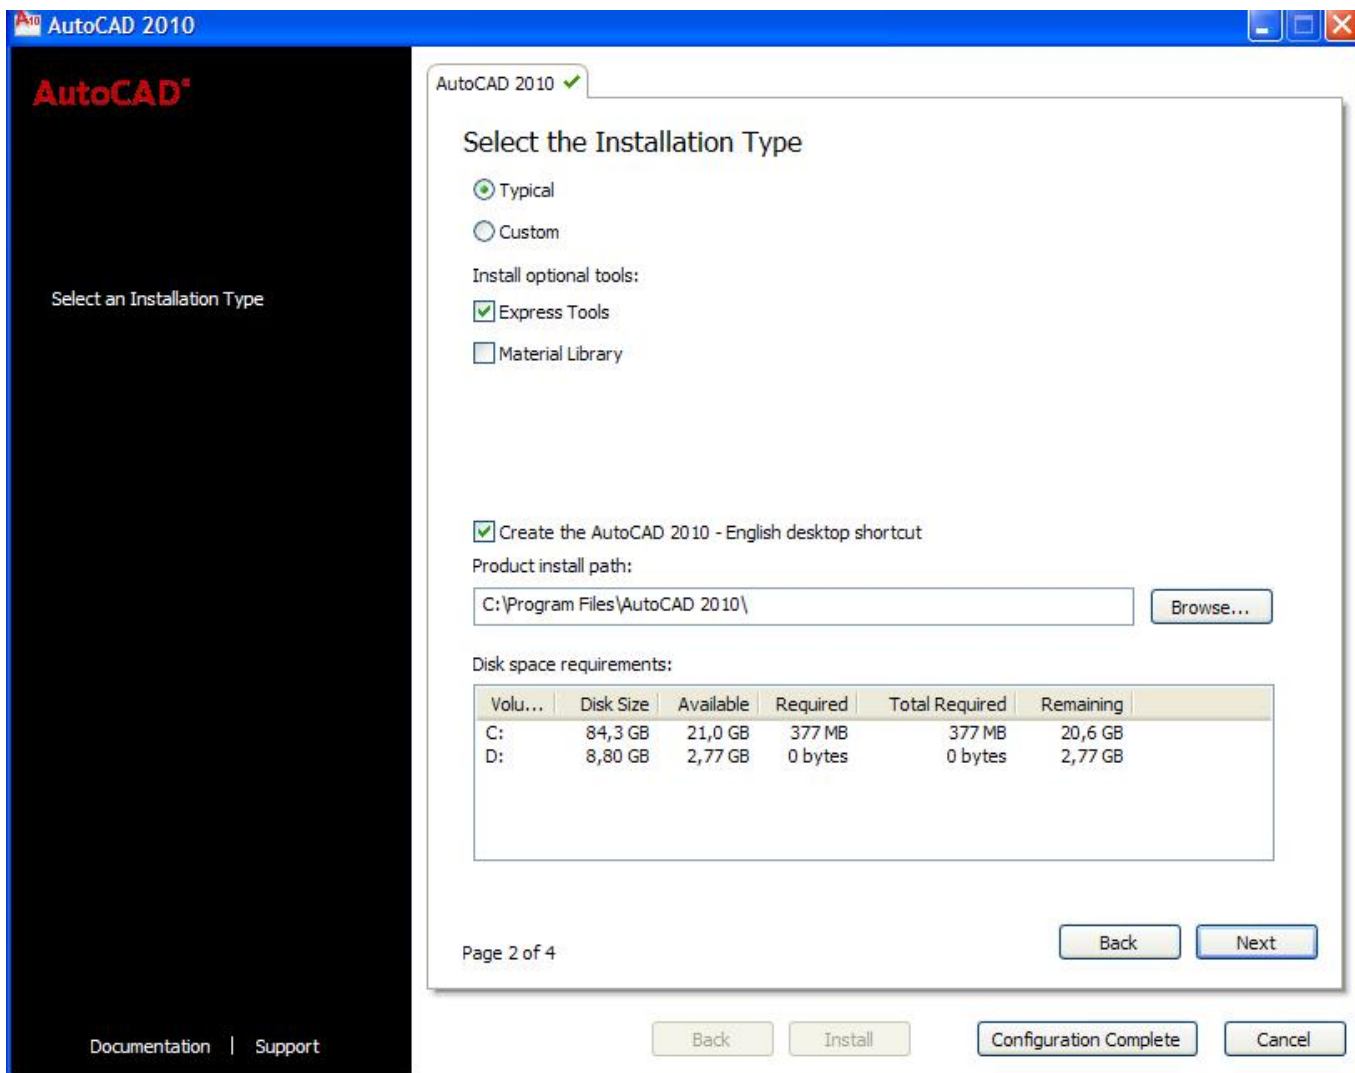 AutoCAD 2010
AutoCAD®
Select an Installation Type
Documentation | Support
AutoCAD 2010
Select the Installation Type
Typical
Custom
Install optional tools:
Express Tools
Material Library
Create the AutoCAD 2010 - English desktop shortcut
Product install path:
C:\Program Files\AutoCAD 2010\ Browse...
Disk space requirements:
Volu... Disk Size Available Required Total Required Remaining
C: 84,3 GB 21,0 GB 377 MB 377 MB 20,6 GB
D: 8,80 GB 2,77 GB 0 bytes 0 bytes 2,77 GB
Page 2 of 4 Back Next
Back Install Configuration Complete Cancel